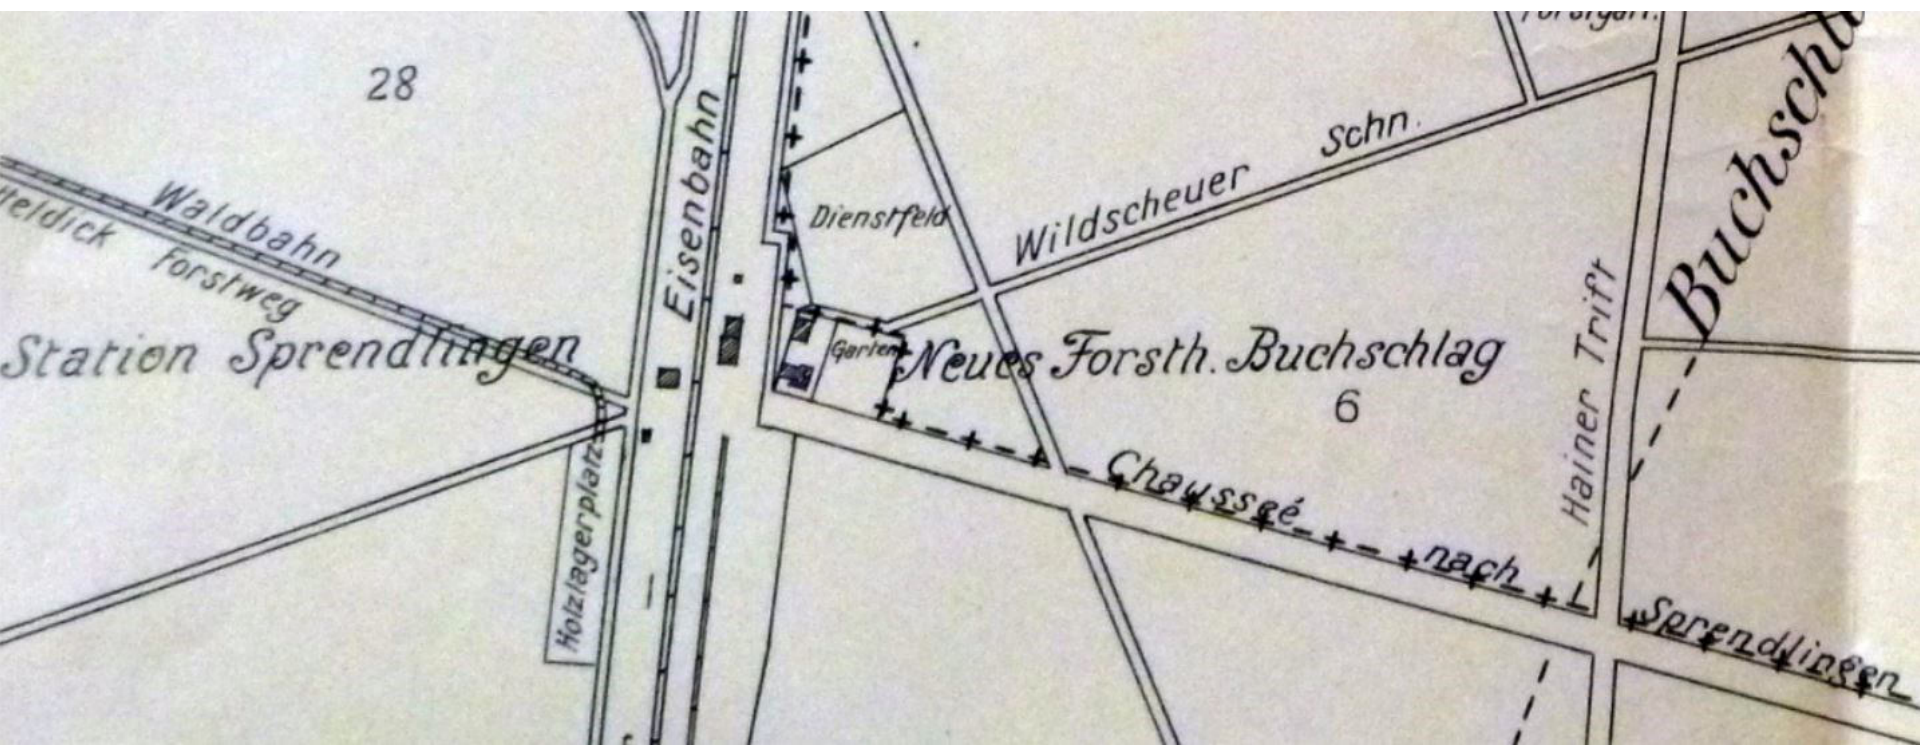 28
Waldbahn
Forstweg
Station Sprendlingen
Eisenbahn
Holzlagerplatz
Dienstfeld
Garten
Wildscheuer Schn.
Neues Forsth. Buchschlag
6
Hainer Trift
Chausseé nach Sprendlingen